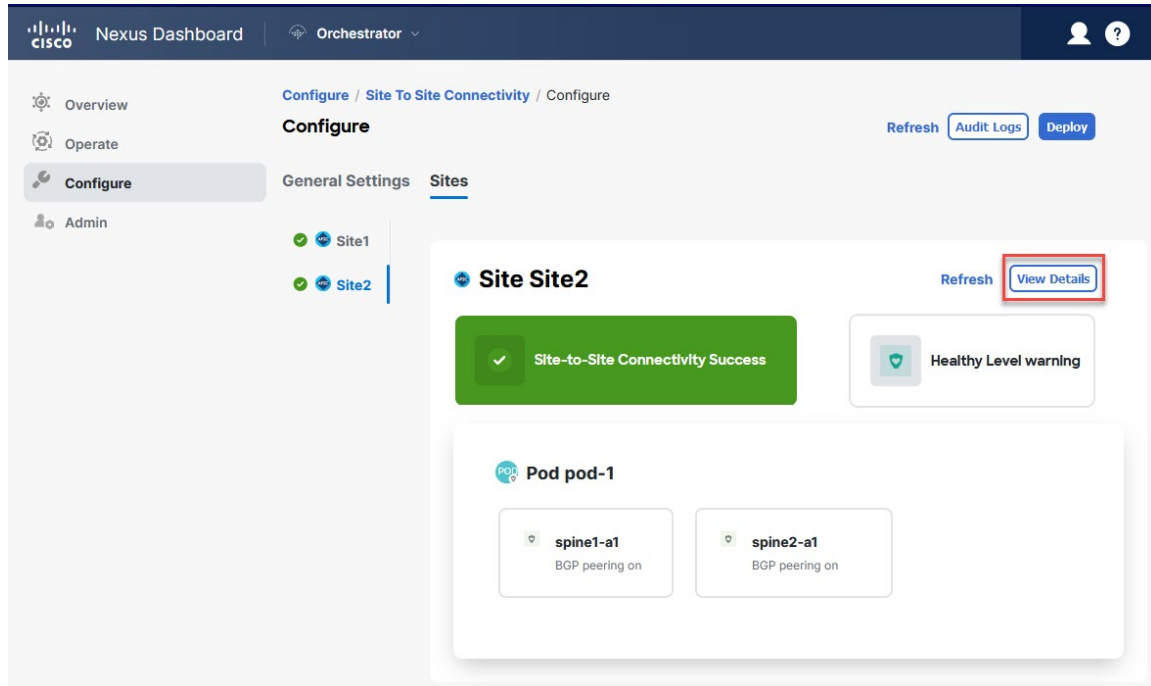 CISCO Nexus Dashboard Orchestrator ?
Overview
Operate
Configure
Admin
Configure / Site To Site Connectivity / Configure
Configure
Refresh Audit Logs Deploy
General Settings Sites
Site1
Site2
Site Site2
Refresh View Details
Site-to-Site Connectivity Success
Healthy Level warning
POD Pod pod-1
spine1-a1
BGP peering on
spine2-a1
BGP peering on